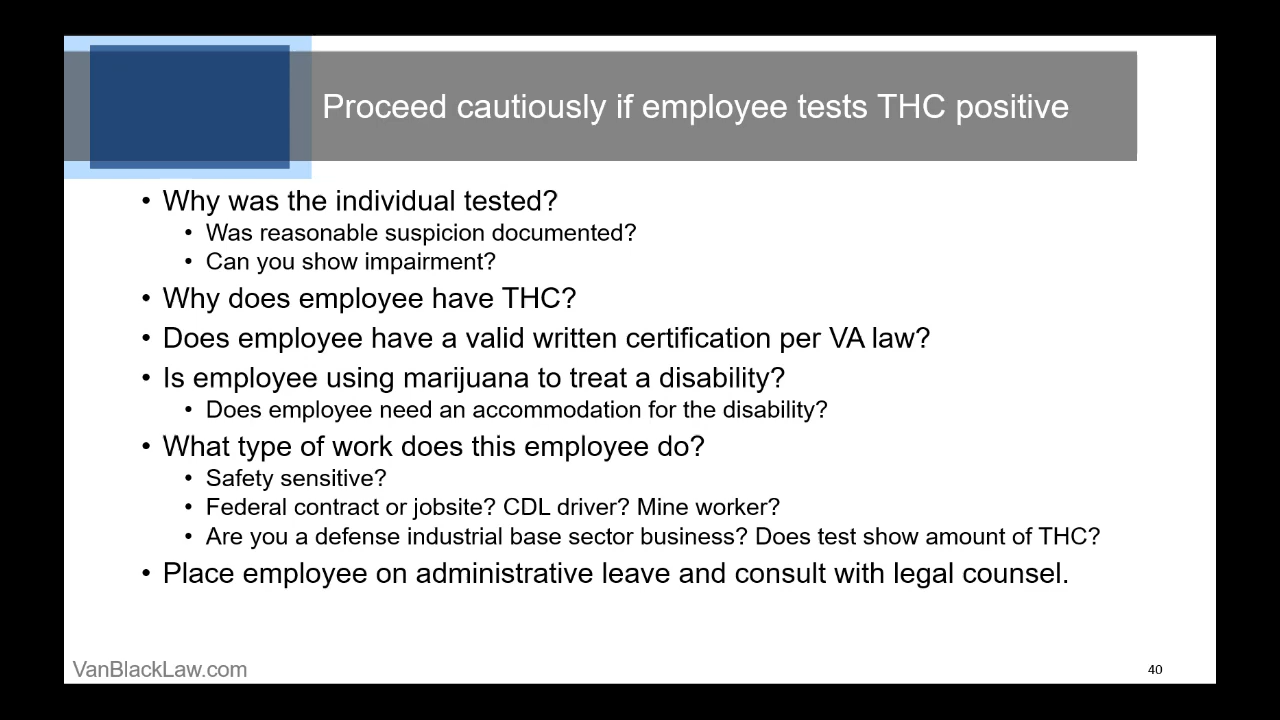 Proceed cautiously if employee tests THC positive
• Why was the individual tested?
• Was reasonable suspicion documented?
• Can you show impairment?
• Why does employee have THC?
• Does employee have a valid written certification per VA law?
• Is employee using marijuana to treat a disability?
• Does employee need an accommodation for the disability?
• What type of work does this employee do?
• Safety sensitive?
• Federal contract or jobsite? CDL driver? Mine worker?
• Are you a defense industrial base sector business? Does test show amount of THC?
• Place employee on administrative leave and consult with legal counsel.
VanBlackLaw.com
40